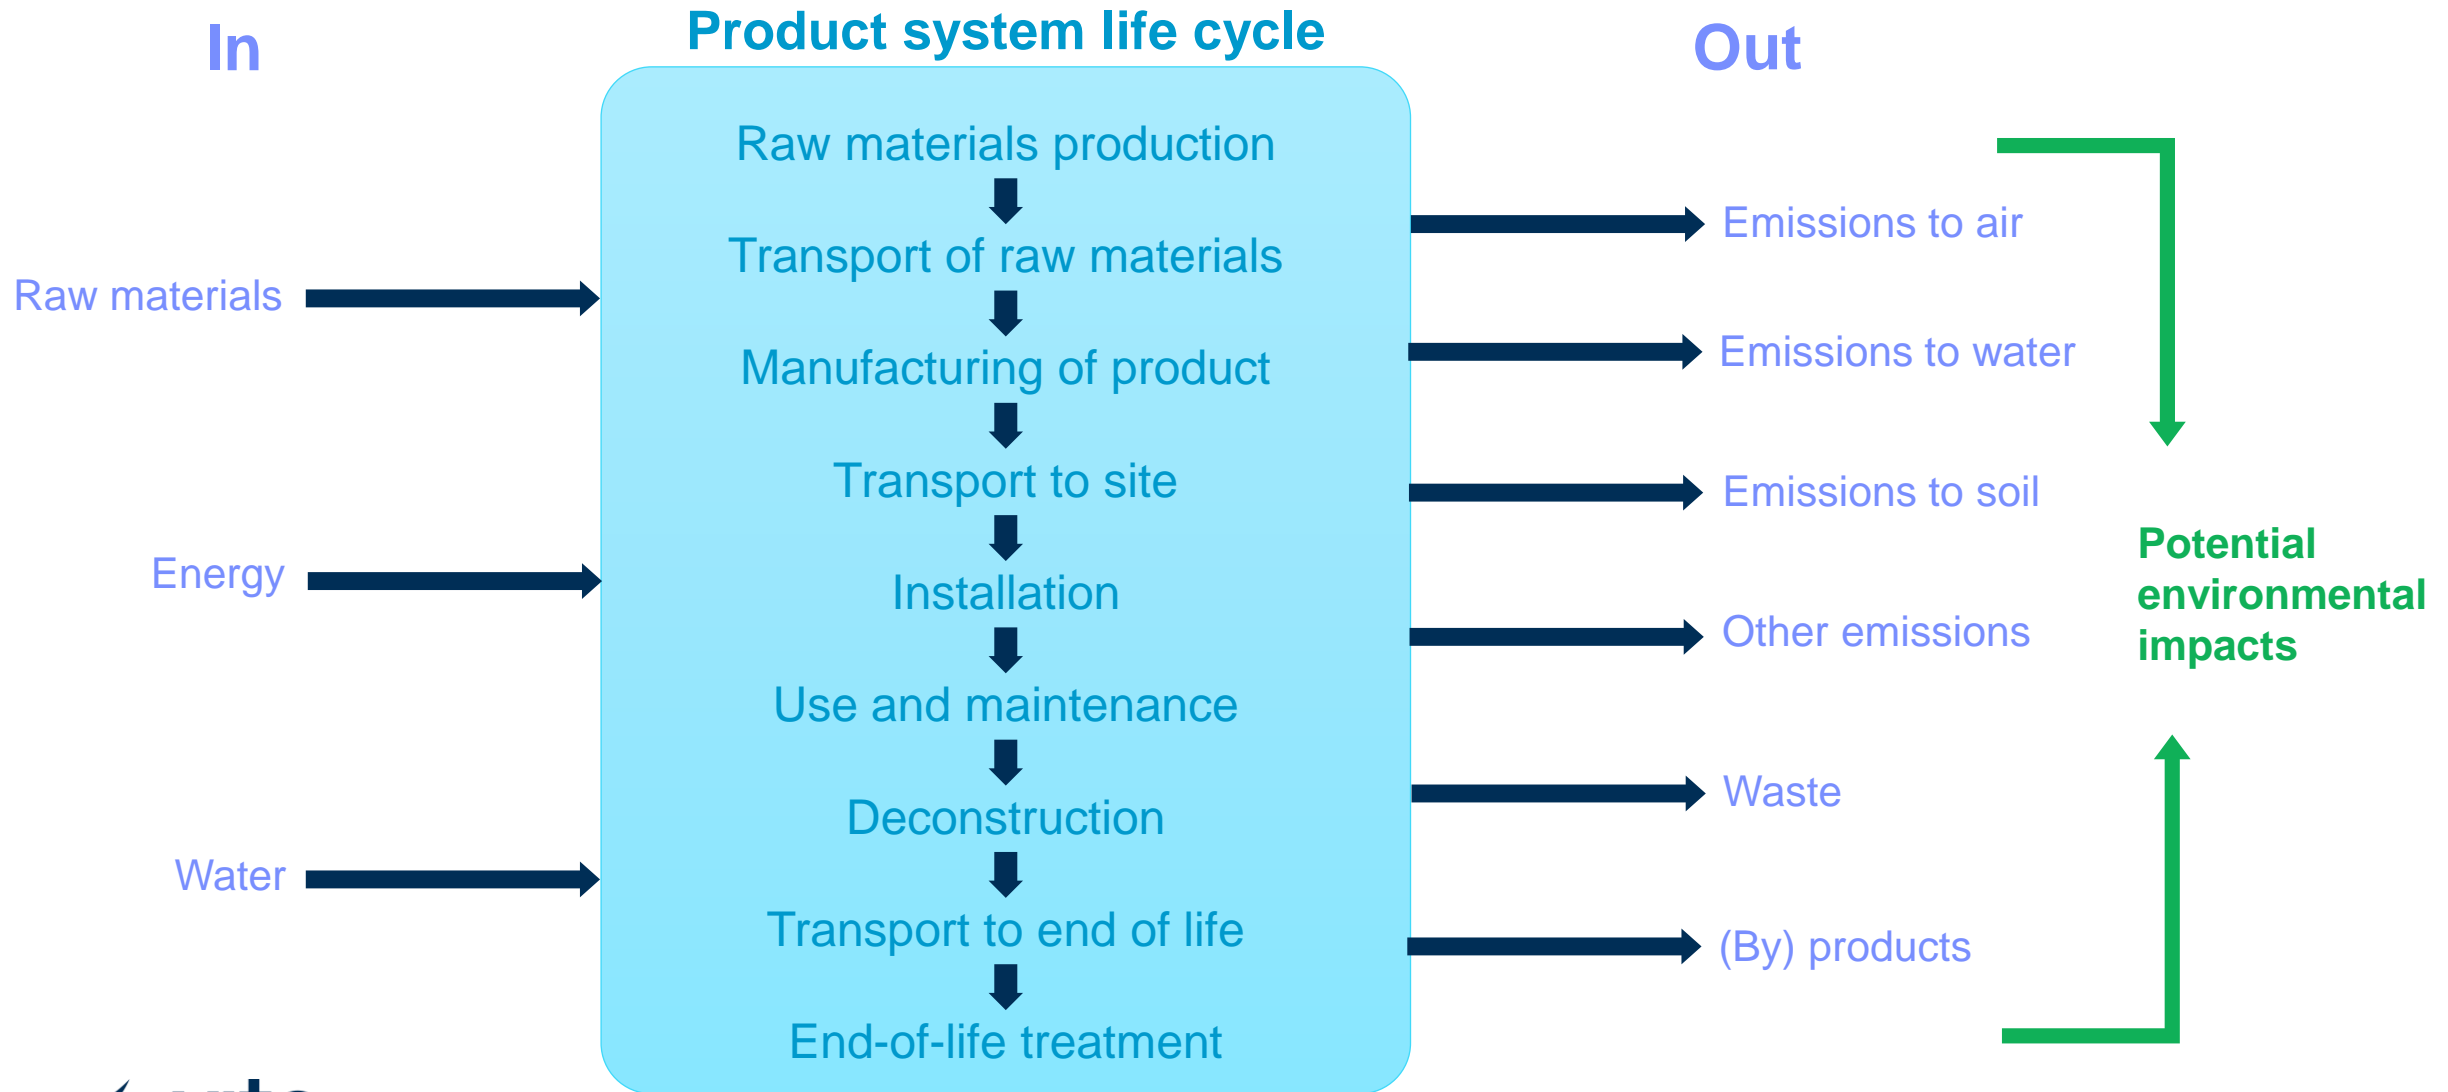 In
Product system life cycle
Out
Raw materials
Energy
Water
Raw materials production
Transport of raw materials
Manufacturing of product
Transport to site
Installation
Use and maintenance
Deconstruction
Transport to end of life
End-of-life treatment
Emissions to air
Emissions to water
Emissions to soil
Other emissions
Waste
(By) products
Potential
environmental
impacts